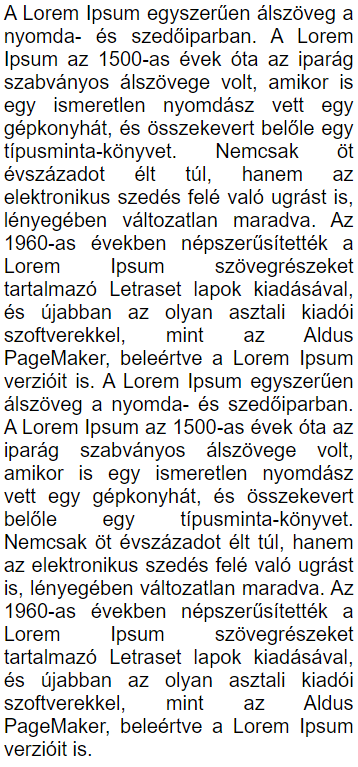 A Lorem Ipsum egyszerűen álszöveg a
nyomda- és szedőiparban. A Lorem
Ipsum az 1500-as évek óta az iparág
szabványos álszövege volt, amikor is
egy ismeretlen nyomdász vett egy
gépkonyhát, és összekevert belőle egy
típusminta-könyvet. Nemcsak öt
évszázadot élt túl, hanem az
elektronikus szedés felé való ugrást is,
lényegében változatlan maradva. Az
1960-as években népszerűsítették a
Lorem Ipsum szövegrészeket
tartalmazó Letraset lapok kiadásával,
és újabban az olyan asztali kiadói
szoftverekkel, mint az Aldus
PageMaker, beleértve a Lorem Ipsum
verzióit is. A Lorem Ipsum egyszerűen
álszöveg a nyomda- és szedőiparban.
A Lorem Ipsum az 1500-as évek óta az
iparág szabványos álszövege volt,
amikor is egy ismeretlen nyomdász
vett egy gépkonyhát, és összekevert
belőle egy típusminta-könyvet.
Nemcsak öt évszázadot élt túl, hanem
az elektronikus szedés felé való ugrást
is, lényegében változatlan maradva. Az
1960-as években népszerűsítették a
Lorem Ipsum szövegrészeket
tartalmazó Letraset lapok kiadásával,
és újabban az olyan asztali kiadói
szoftverekkel, mint az Aldus
PageMaker, beleértve a Lorem Ipsum
verzióit is.